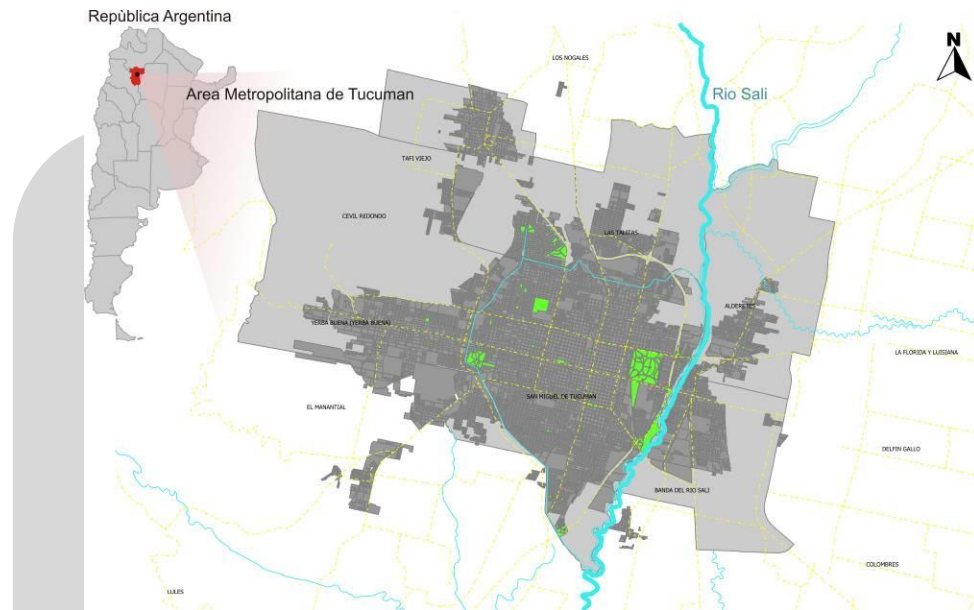 Repùblica Argentina
N
LOS NOGALES
Area Metropolitana de Tucuman
Rio Sali
TAFI VIEJO
CEVIL REDONDO
LAS TALITAS
ALDERETES
YERBA BUENA (YERBA BUENA)
LA FLORIDA Y LUISIANA
SAN MIGUEL DE TUCUMAN
EL MANANTIAL
DELFIN GALLO
BANDA DEL RIO SALI
COLOMBRES
LULES